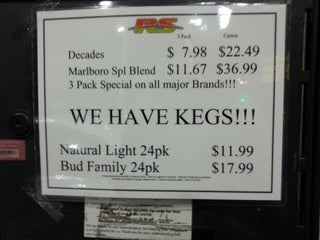 RS
1 Pack Carton
Decades $ 7.98 $22.49
Marlboro Spl Blend $11.67 $36.99
3 Pack Special on all major Brands!!!
WE HAVE KEGS!!!
Natural Light 24pk $11.99
Bud Family 24pk $17.99